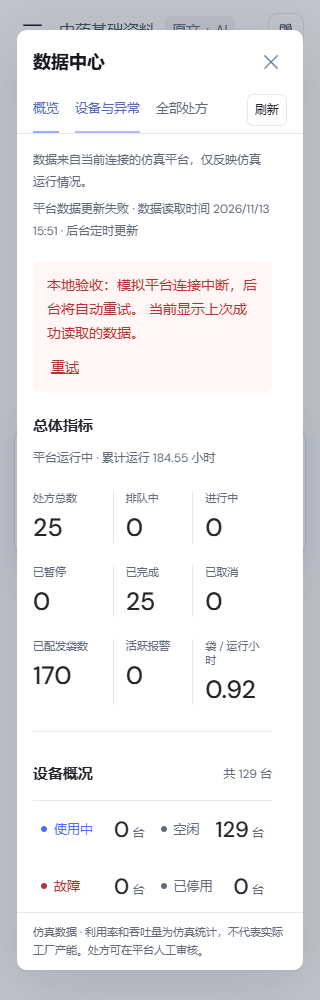 中药基础资料 原文 · AI
数据中心
概览 设备与异常 全部处方 刷新
数据来自当前连接的仿真平台，仅反映仿真
运行情况。
平台数据更新失败 · 数据读取时间 2026/11/13
15:51 · 后台定时更新
本地验收：模拟平台连接中断，后
台将自动重试。 当前显示上次成
功读取的数据。
重试
总体指标
平台运行中 · 累计运行 184.55 小时
处方总数 排队中 进行中
25 0 0
已暂停 已完成 已取消
0 25 0
已配发袋数 活跃报警 袋 / 运行小
时
170 0 0.92
设备概况 共 129 台
使用中 0 台 空闲 129 台
故障 0 台 已停用 0 台
仿真数据 · 利用率和吞吐量为仿真统计，不代表实际
工厂产能。处方可在平台人工审核。